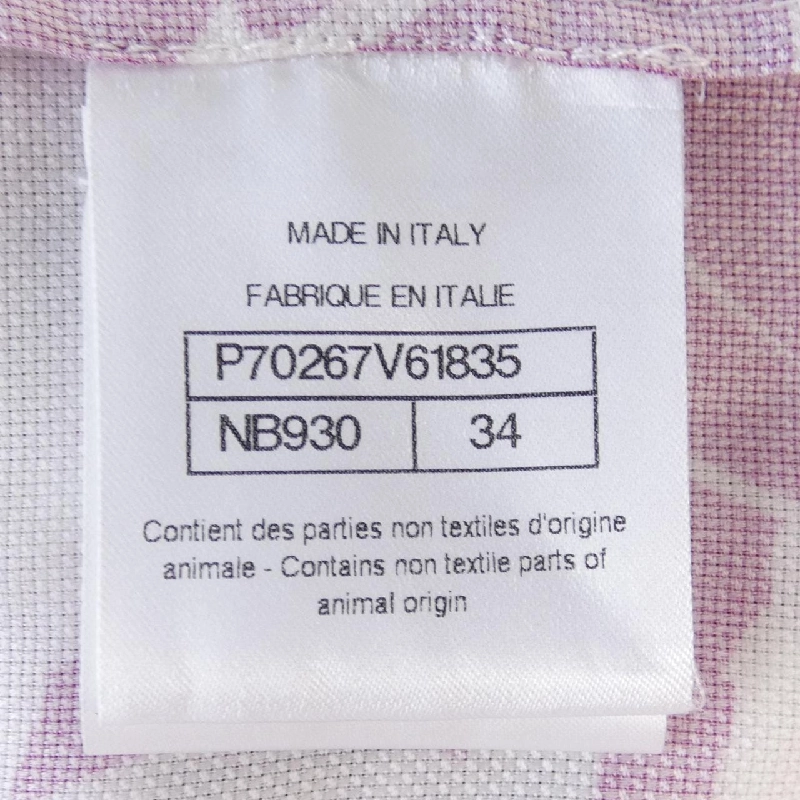 MADE IN ITALY
FABRIQUE EN ITALIE
P70267V61835
NB930 34
Contient des parties non textiles d'origine
animale - Contains non textile parts of
animal origin